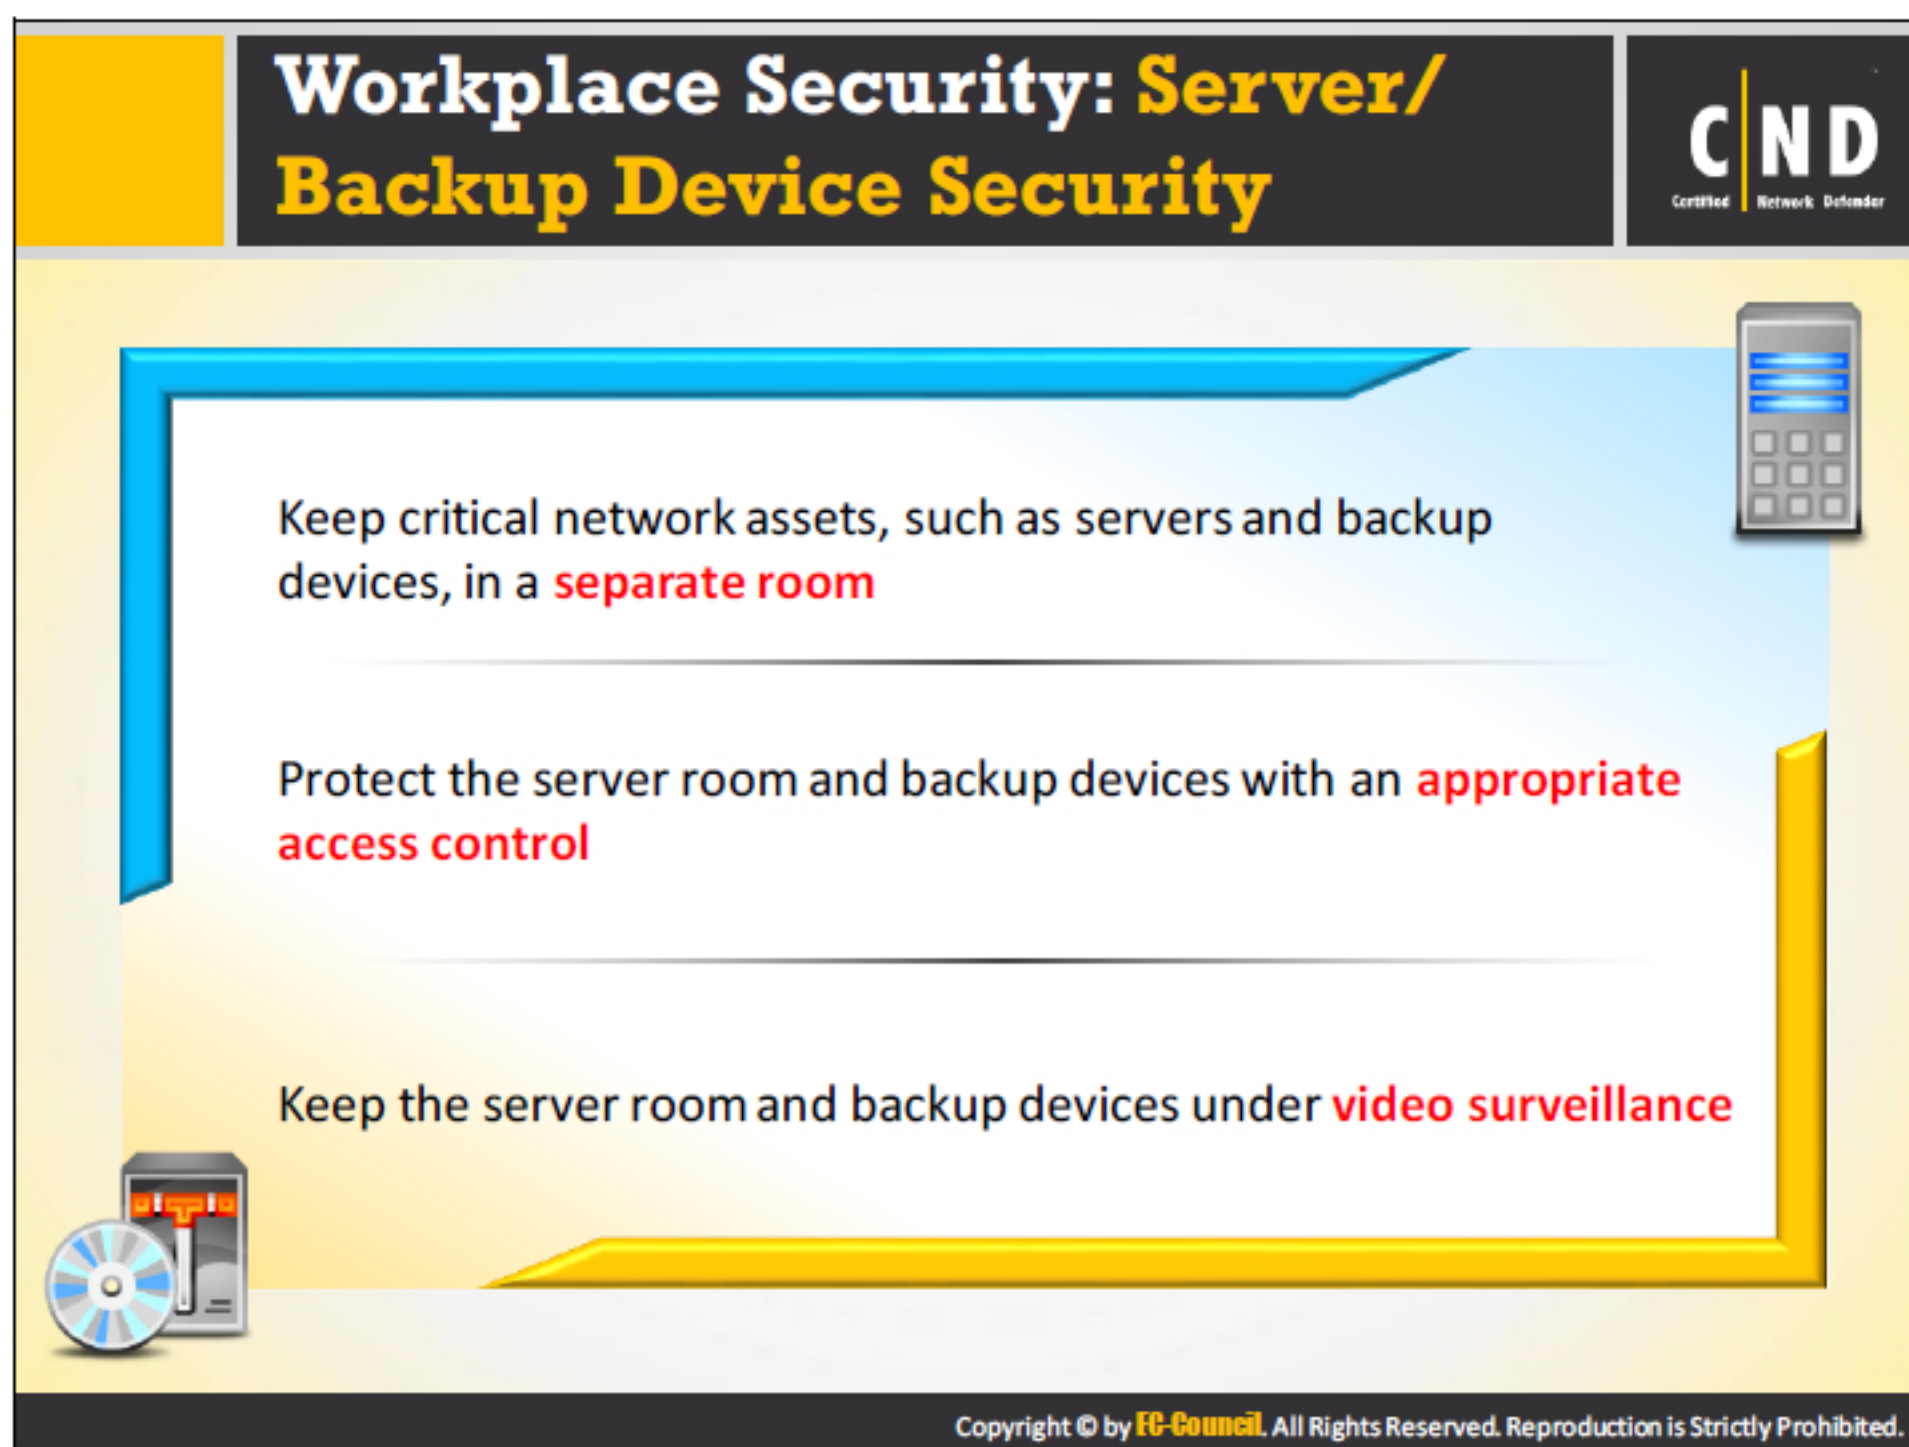 Workplace Security: Server/
Backup Device Security
C|ND
Certified Network Defender
Keep critical network assets, such as servers and backup
devices, in a separate room
Protect the server room and backup devices with an appropriate
access control
Keep the server room and backup devices under video surveillance
Copyright © by EC-Council. All Rights Reserved. Reproduction is Strictly Prohibited.